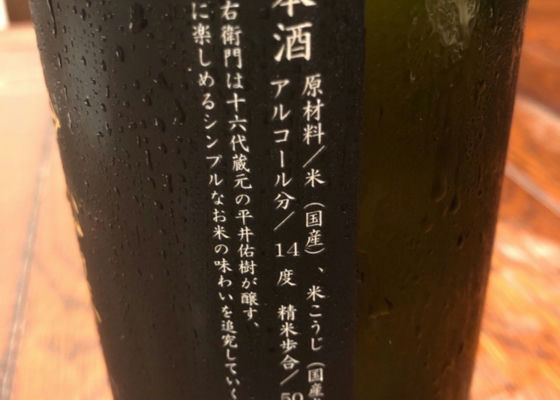 本酒
原材料／米（国産）、米こうじ（国産
アルコール分／14度 精米歩合／50
右衛門は十六代蔵元の平井佑樹が醸す、
に楽しめるシンプルなお米の味わいを追究していく